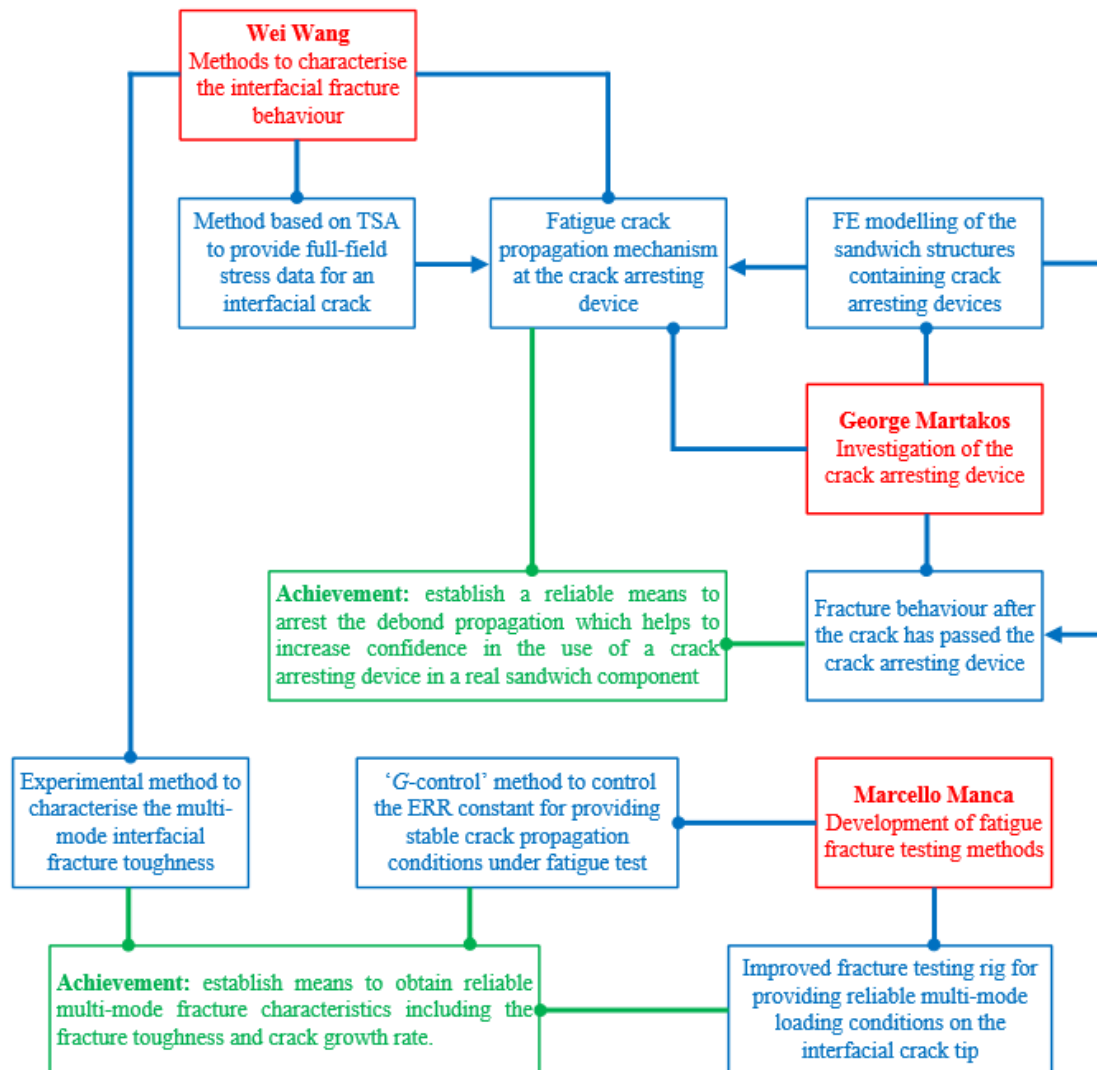 Wei Wang
Methods to characterise
the interfacial fracture
behaviour
Method based on TSA
to provide full-field
stress data for an
interfacial crack
Fatigue crack
propagation mechanism
at the crack arresting
device
FE modelling of the
sandwich structures
containing crack
arresting devices
George Martakos
Investigation of the
crack arresting device
Achievement: establish a reliable means to
arrest the debond propagation which helps to
increase confidence in the use of a crack
arresting device in a real sandwich component
Fracture behaviour after
the crack has passed the
crack arresting device
Experimental method to
characterise the multi-
mode interfacial
fracture toughness
‘G-control’ method to control
the ERR constant for providing
stable crack propagation
conditions under fatigue test
Marcello Manca
Development of fatigue
fracture testing methods
Achievement: establish means to obtain reliable
multi-mode fracture characteristics including the
fracture toughness and crack growth rate.
Improved fracture testing rig for
providing reliable multi-mode
loading conditions on the
interfacial crack tip